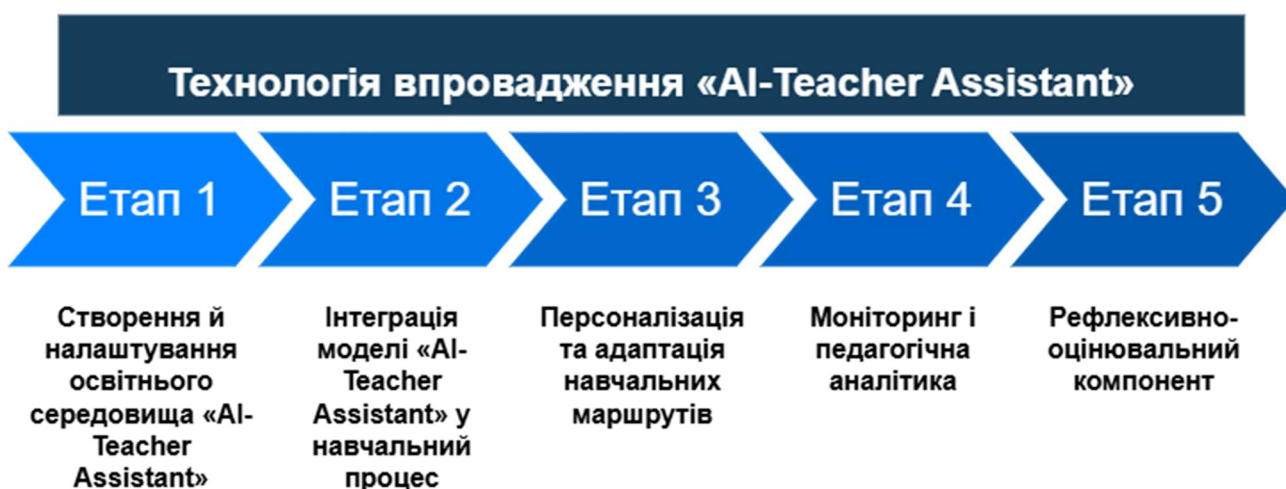 Технологія впровадження «AI-Teacher Assistant»
Етап 1
Етап 2
Етап 3
Етап 4
Етап 5
Створення й
налаштування
освітнього
середовища «AI-
Teacher
Assistant»
Інтеграція
моделі «AI-
Teacher
Assistant» у
навчальний
процес
Персоналізація
та адаптація
навчальних
маршрутів
Моніторинг і
педагогічна
аналітика
Рефлексивно-
оцінювальний
компонент